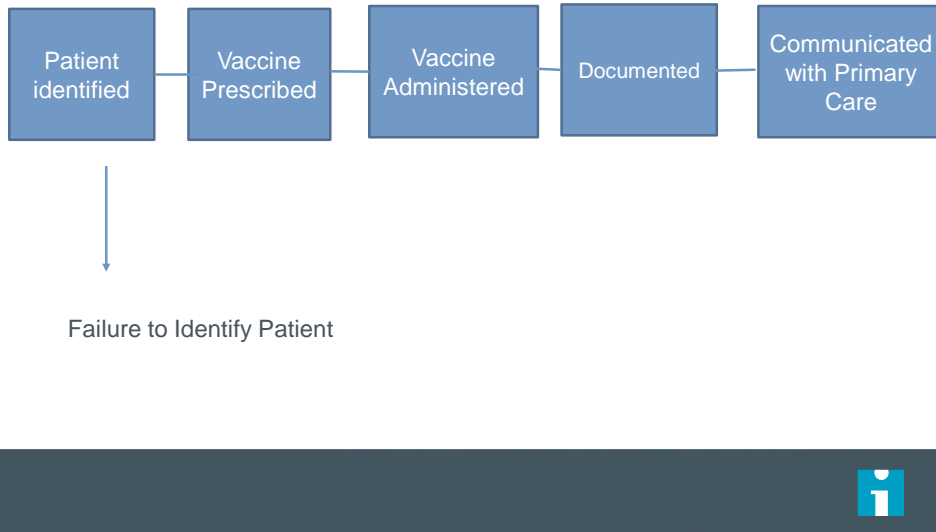 Patient
identified
Vaccine
Prescribed
Vaccine
Administered
Documented
Communicated
with Primary
Care
Failure to Identify Patient